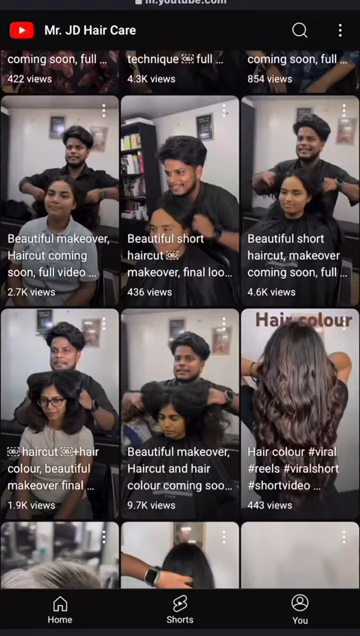 m.youtube.com
Mr. JD Hair Care
coming soon, full ...
422 views
technique ￼ full ...
4.3K views
coming soon, full ...
854 views
Beautiful makeover,
Haircut coming
soon, full video ...
2.7K views
Beautiful short
haircut ￼
makeover, final loo...
436 views
Beautiful short
haircut, makeover
coming soon, full ...
4.6K views
￼ haircut ￼+hair
colour, beautiful
makeover final ...
1.9K views
Beautiful makeover,
Haircut and hair
colour coming soo...
9.7K views
Hair colour
Hair colour #viral
#reels #viralshort
#shortvideo ...
443 views
Home
Shorts
You